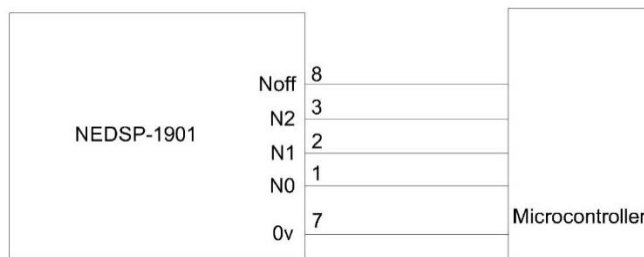 Noff 8
N2 3
NEDSP-1901
N1 2
N0 1
0v 7
Microcontroller